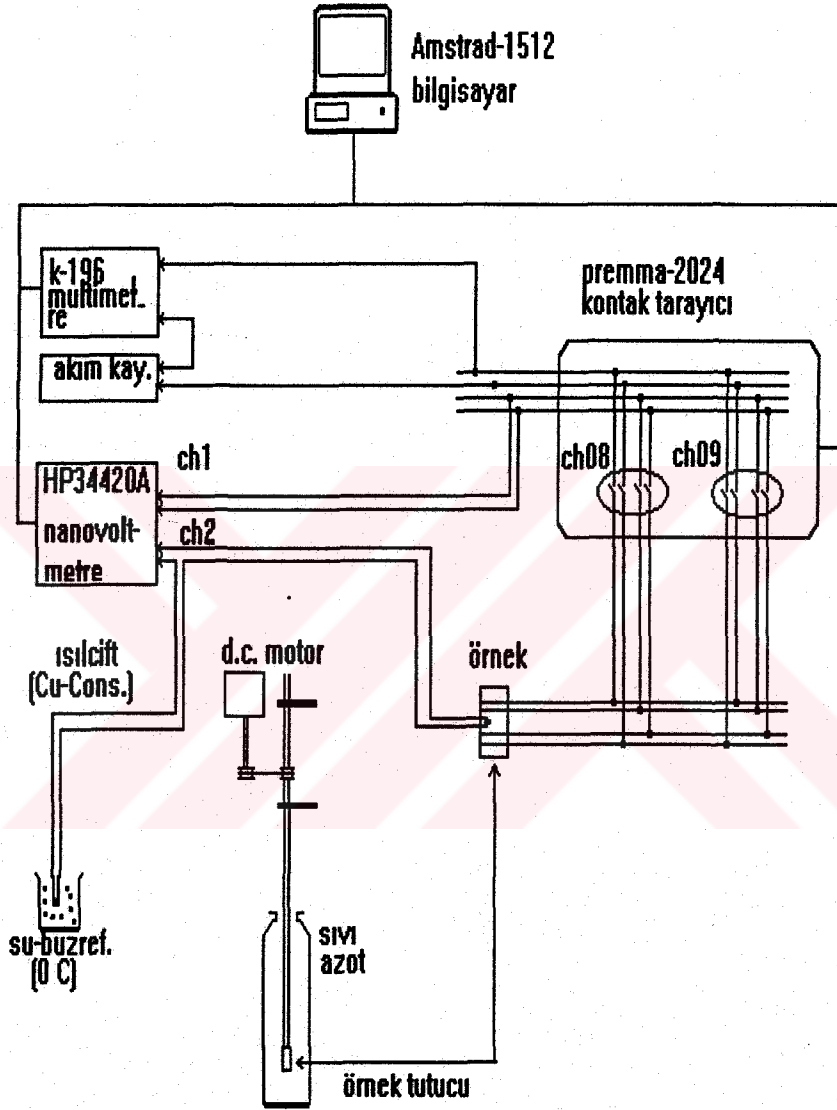 Amstrad-1512
bilgisayar
k-196
multimet_
re
akım kay.
premma-2024
kontak tarayıcı
ch08
ch09
HP34420A
nanovolt-
metre
ch1
ch2
ısılcift
(Cu-Cons.)
d.c. motor
örnek
su-buzref.
(0 C)
sıvı
azot
örnek tutucu